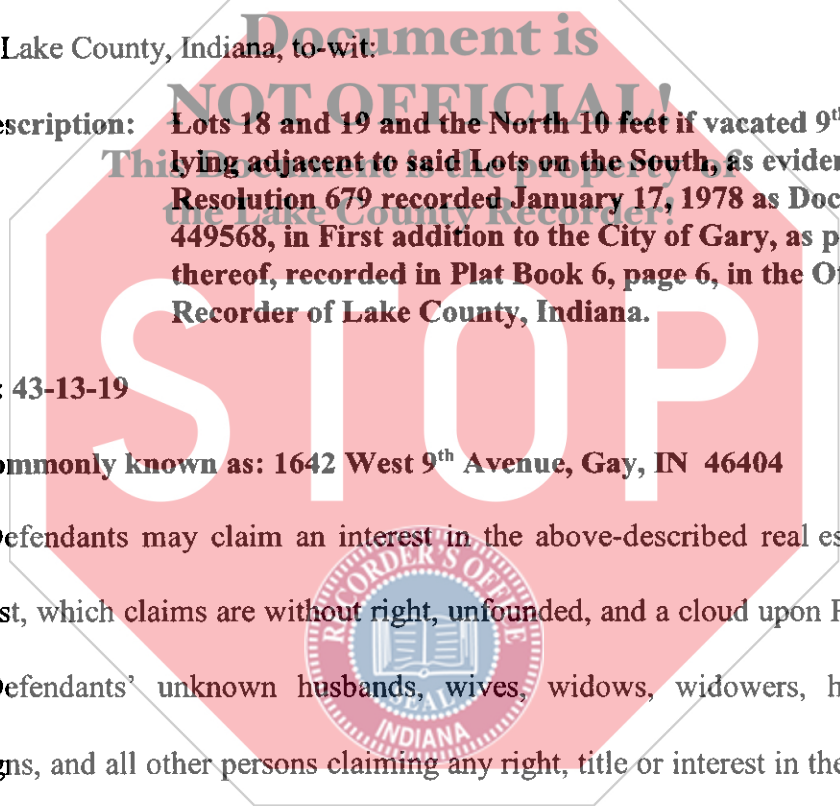 Document is
Lake County, Indiana, to-wit:
NOT OFFICIAL!
escription: Lots 18 and 19 and the North 10 feet if vacated 9th
This Document is the property of
lying adjacent to said Lots on the South, as eviden
Resolution 679 recorded January 17, 1978 as Doc
the Lake County Recorder!
449568, in First addition to the City of Gary, as p
thereof, recorded in Plat Book 6, page 6, in the Of
Recorder of Lake County, Indiana.
STOP
: 43-13-19
ommonly known as: 1642 West 9th Avenue, Gay, IN 46404
efendants may claim an interest in the above-described real es
st, which claims are without right, unfounded, and a cloud upon P
efendants' unknown husbands, wives, widows, widowers, h
gns, and all other persons claiming any right, title or interest in the
RECORDER'S OFFICE
SEAL
INDIANA